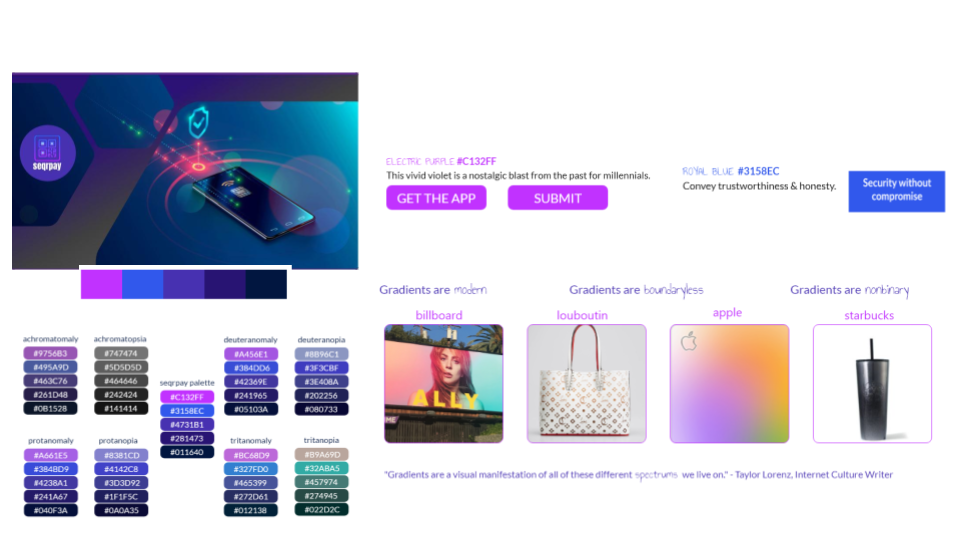 seqrpay
ELECTRIC PURPLE #C132FF
This vivid violet is a nostalgic blast from the past for millennials.
GET THE APP
SUBMIT
ROYAL BLUE #3158EC
Convey trustworthiness & honesty.
Security without
compromise
Gradients are modern
Gradients are boundaryless
Gradients are nonbinary
billboard
louboutin
apple
starbucks
ALLY
ME
"Gradients are a visual manifestation of all of these different spectrums we live on." - Taylor Lorenz, Internet Culture Writer
achromatomaly
#9756B3
#495A9D
#463C76
#261D48
#0B1528
achromatopsia
#747474
#5D5D5D
#464646
#242424
#141414
seqrpay palette
#C132FF
#3158EC
#4731B1
#281473
#011640
deuteranomaly
#A456E1
#384DD6
#42369E
#241965
#05103A
deuteranopia
#8B96C1
#3F3CBF
#3E408A
#202256
#080733
protanomaly
#A661E5
#384BD9
#4238A1
#241A67
#040F3A
protanopia
#8381CD
#4142C8
#3D3D92
#1F1F5C
#0A0A35
tritanomaly
#BC68D9
#327FD0
#465399
#272D61
#012138
tritanopia
#B9A69D
#32ABA5
#457974
#274945
#022D2C